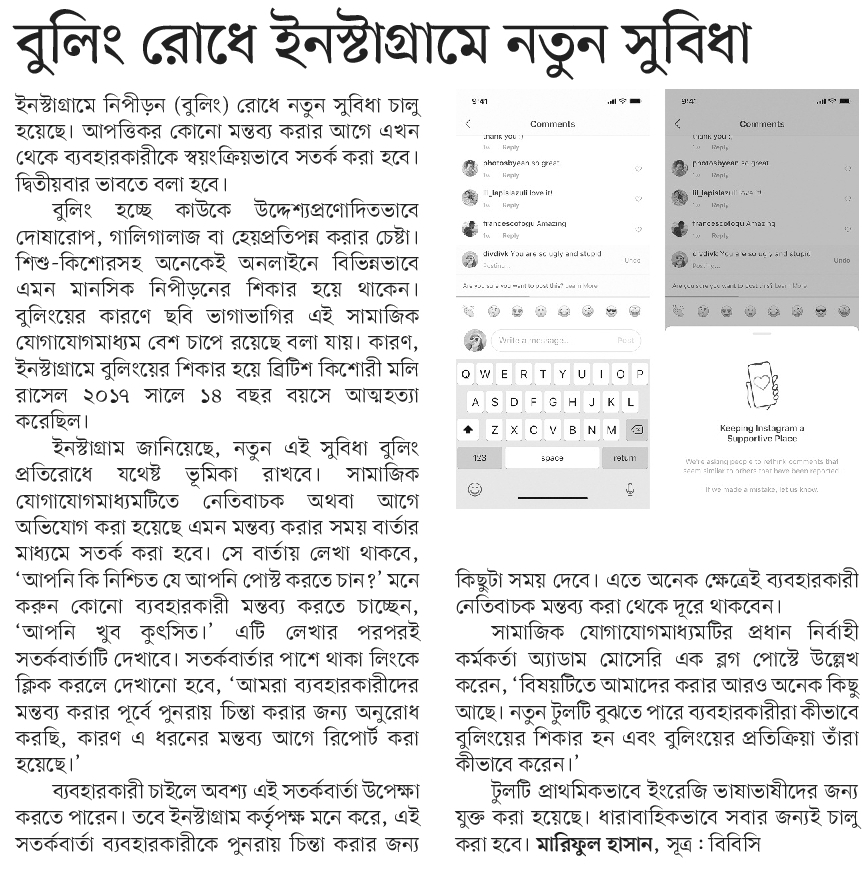 বুলিং রোধে ইনস্টাগ্রামে নতুন সুবিধা
ইনস্টাগ্রামে নিপীড়ন (বুলিং) রোধে নতুন সুবিধা চালু
হয়েছে। আপত্তিকর কোনো মন্তব্য করার আগে এখন
থেকে ব্যবহারকারীকে স্বয়ংক্রিয়ভাবে সতর্ক করা হবে।
দ্বিতীয়বার ভাবতে বলা হবে।
বুলিং হচ্ছে কাউকে উদ্দেশ্যপ্রণোদিতভাবে
দোষারোপ, গালিগালাজ বা হেয়প্রতিপন্ন করার চেষ্টা।
শিশু-কিশোরসহ অনেকেই অনলাইনে বিভিন্নভাবে
এমন মানসিক নিপীড়নের শিকার হয়ে থাকেন।
বুলিংয়ের কারণে ছবি ভাগাভাগির এই সামাজিক
যোগাযোগমাধ্যম বেশ চাপে রয়েছে বলা যায়। কারণ,
ইনস্টাগ্রামে বুলিংয়ের শিকার হয়ে ব্রিটিশ কিশোরী মলি
রাসেল ২০১৭ সালে ১৪ বছর বয়সে আত্মহত্যা
করেছিল।
ইনস্টাগ্রাম জানিয়েছে, নতুন এই সুবিধা বুলিং
প্রতিরোধে যথেষ্ট ভূমিকা রাখবে। সামাজিক
যোগাযোগমাধ্যমটিতে নেতিবাচক অথবা আগে
অভিযোগ করা হয়েছে এমন মন্তব্য করার সময় বার্তার
মাধ্যমে সতর্ক করা হবে। সে বার্তায় লেখা থাকবে,
‘আপনি কি নিশ্চিত যে আপনি পোস্ট করতে চান?’ মনে
করুন কোনো ব্যবহারকারী মন্তব্য করতে চাচ্ছেন,
‘আপনি খুব কুৎসিত।’ এটি লেখার পরপরই
সতর্কবার্তাটি দেখাবে। সতর্কবার্তার পাশে থাকা লিংকে
ক্লিক করলে দেখানো হবে, ‘আমরা ব্যবহারকারীদের
মন্তব্য করার পূর্বে পুনরায় চিন্তা করার জন্য অনুরোধ
করছি, কারণ এ ধরনের মন্তব্য আগে রিপোর্ট করা
হয়েছে।’
ব্যবহারকারী চাইলে অবশ্য এই সতর্কবার্তা উপেক্ষা
করতে পারেন। তবে ইনস্টাগ্রাম কর্তৃপক্ষ মনে করে, এই
সতর্কবার্তা ব্যবহারকারীকে পুনরায় চিন্তা করার জন্য
9:41
Comments
thank you :)
1w Reply
photosbyean so great
1w Reply
lil_lapislazuli love it!
1w Reply
francescofogu Amazing
1w Reply
divdivk You are so ugly and stupid
Posting... Undo
Are you sure you want to post this? Learn More
Write a message... Post
Q W E R T Y U I O P
A S D F G H J K L
Z X C V B N M
123 space return
9:41
Comments
thank you :)
1w Reply
photosbyean so great
1w Reply
lil_lapislazuli love it!
1w Reply
francescofogu Amazing
1w Reply
divdivk You are so ugly and stupid
Posting... Undo
Are you sure you want to post this? Learn More
Keeping Instagram a
Supportive Place
We're asking people to rethink comments that
seem similar to others that have been reported.
If we made a mistake, let us know.
কিছুটা সময় দেবে। এতে অনেক ক্ষেত্রেই ব্যবহারকারী
নেতিবাচক মন্তব্য করা থেকে দূরে থাকবেন।
সামাজিক যোগাযোগমাধ্যমটির প্রধান নির্বাহী
কর্মকর্তা অ্যাডাম মোসেরি এক ব্লগ পোস্টে উল্লেখ
করেন, ‘বিষয়টিতে আমাদের করার আরও অনেক কিছু
আছে। নতুন টুলটি বুঝতে পারে ব্যবহারকারীরা কীভাবে
বুলিংয়ের শিকার হন এবং বুলিংয়ের প্রতিক্রিয়া তাঁরা
কীভাবে করেন।’
টুলটি প্রাথমিকভাবে ইংরেজি ভাষাভাষীদের জন্য
যুক্ত করা হয়েছে। ধারাবাহিকভাবে সবার জন্যই চালু
করা হবে। মারিফুল হাসান, সূত্র : বিবিসি